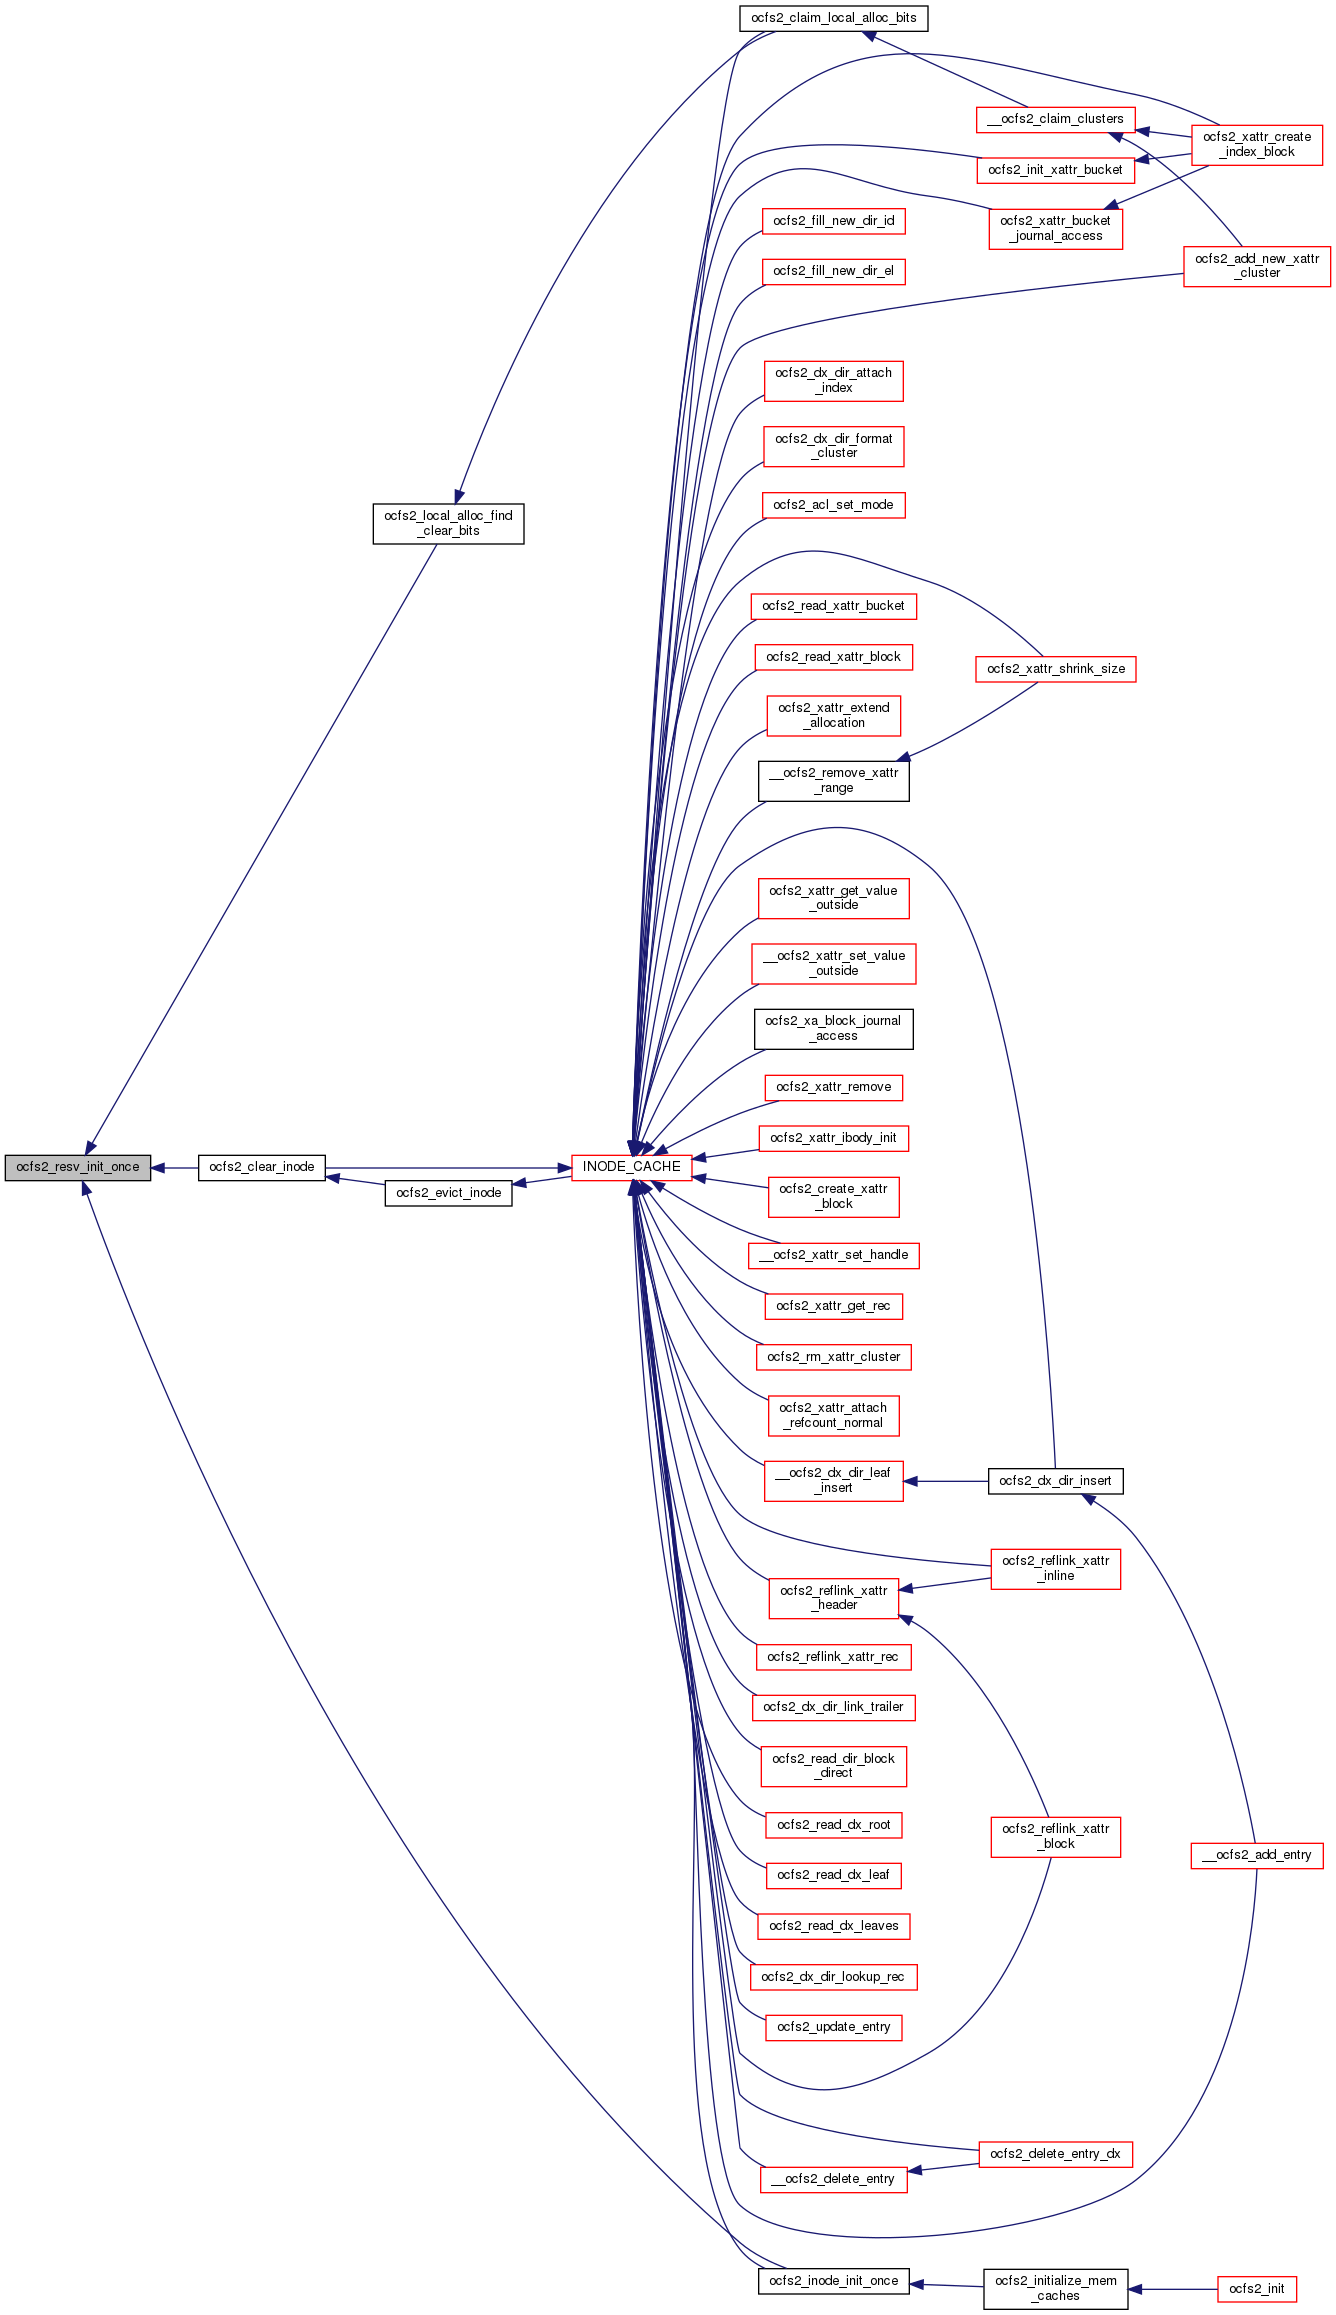 ocfs2_claim_local_alloc_bits
__ocfs2_claim_clusters
ocfs2_xattr_create
_index_block
ocfs2_init_xattr_bucket
ocfs2_fill_new_dir_id
ocfs2_xattr_bucket
_journal_access
ocfs2_fill_new_dir_el
ocfs2_add_new_xattr
_cluster
ocfs2_dx_dir_attach
_index
ocfs2_dx_dir_format
_cluster
ocfs2_acl_set_mode
ocfs2_local_alloc_find
_clear_bits
ocfs2_read_xattr_bucket
ocfs2_read_xattr_block
ocfs2_xattr_shrink_size
ocfs2_xattr_extend
_allocation
__ocfs2_remove_xattr
_range
ocfs2_xattr_get_value
_outside
__ocfs2_xattr_set_value
_outside
ocfs2_xa_block_journal
_access
ocfs2_xattr_remove
ocfs2_xattr_ibody_init
ocfs2_resv_init_once
ocfs2_clear_inode
ocfs2_evict_inode
INODE_CACHE
ocfs2_create_xattr
_block
__ocfs2_xattr_set_handle
ocfs2_xattr_get_rec
ocfs2_rm_xattr_cluster
ocfs2_xattr_attach
_refcount_normal
__ocfs2_dx_dir_leaf
_insert
ocfs2_dx_dir_insert
ocfs2_reflink_xattr
_inline
ocfs2_reflink_xattr
_header
ocfs2_reflink_xattr_rec
ocfs2_dx_dir_link_trailer
ocfs2_read_dir_block
_direct
ocfs2_read_dx_root
ocfs2_reflink_xattr
_block
__ocfs2_add_entry
ocfs2_read_dx_leaf
ocfs2_read_dx_leaves
ocfs2_dx_dir_lookup_rec
ocfs2_update_entry
ocfs2_delete_entry_dx
__ocfs2_delete_entry
ocfs2_inode_init_once
ocfs2_initialize_mem
_caches
ocfs2_init